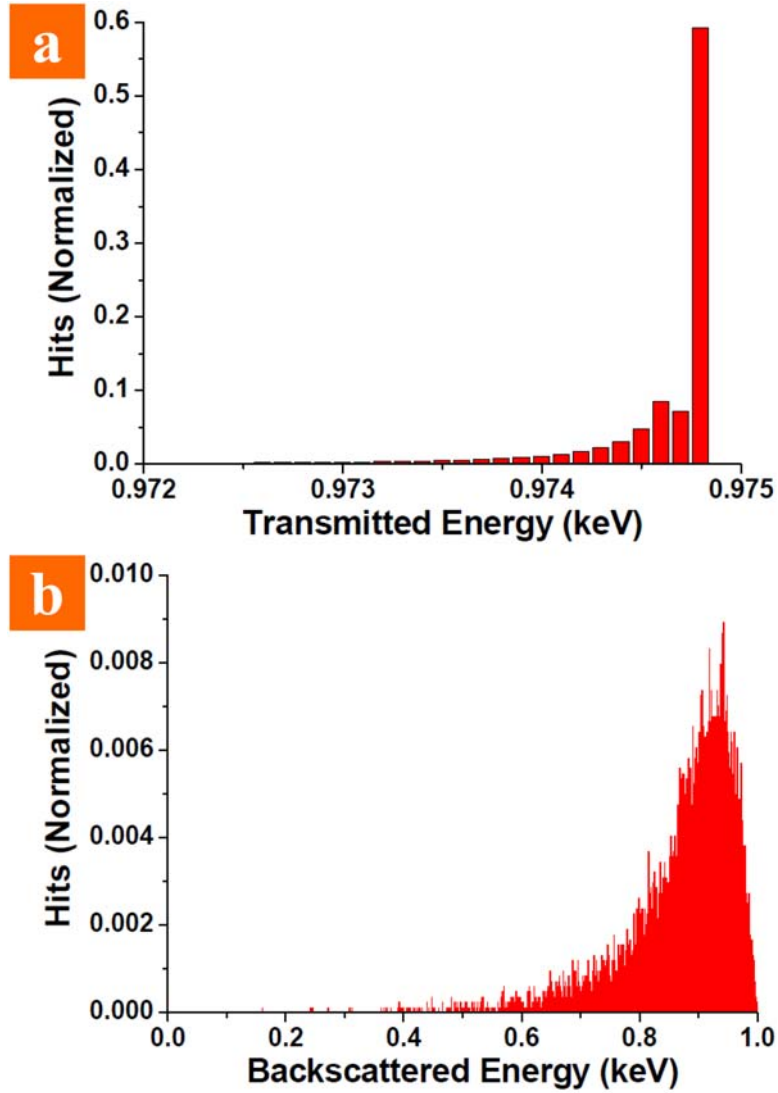 a
Hits (Normalized)
0.6
0.5
0.4
0.3
0.2
0.1
0.0
0.972 0.973 0.974 0.975
Transmitted Energy (keV)
b
Hits (Normalized)
0.010
0.008
0.006
0.004
0.002
0.000
0.0 0.2 0.4 0.6 0.8 1.0
Backscattered Energy (keV)